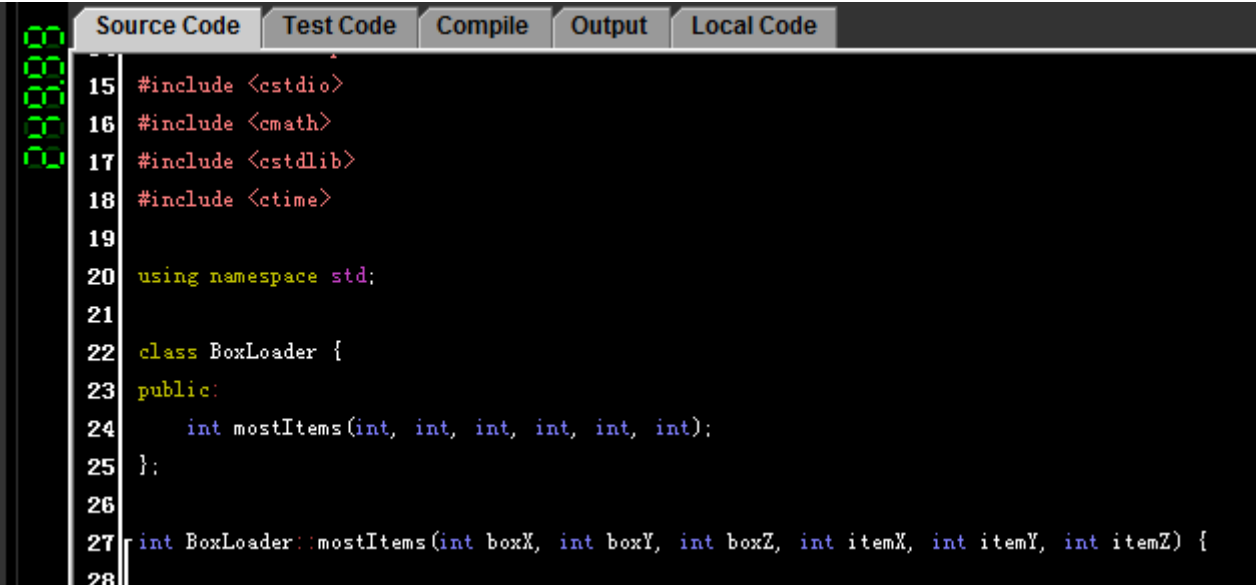 Source Code Test Code Compile Output Local Code
15 #include <cstdio>
16 #include <cmath>
17 #include <cstdlib>
18 #include <ctime>
19
20 using namespace std;
21
22 class BoxLoader {
23 public:
24 int mostItems(int, int, int, int, int, int);
25 };
26
27 int BoxLoader::mostItems(int boxX, int boxY, int boxZ, int itemX, int itemY, int itemZ) {
28